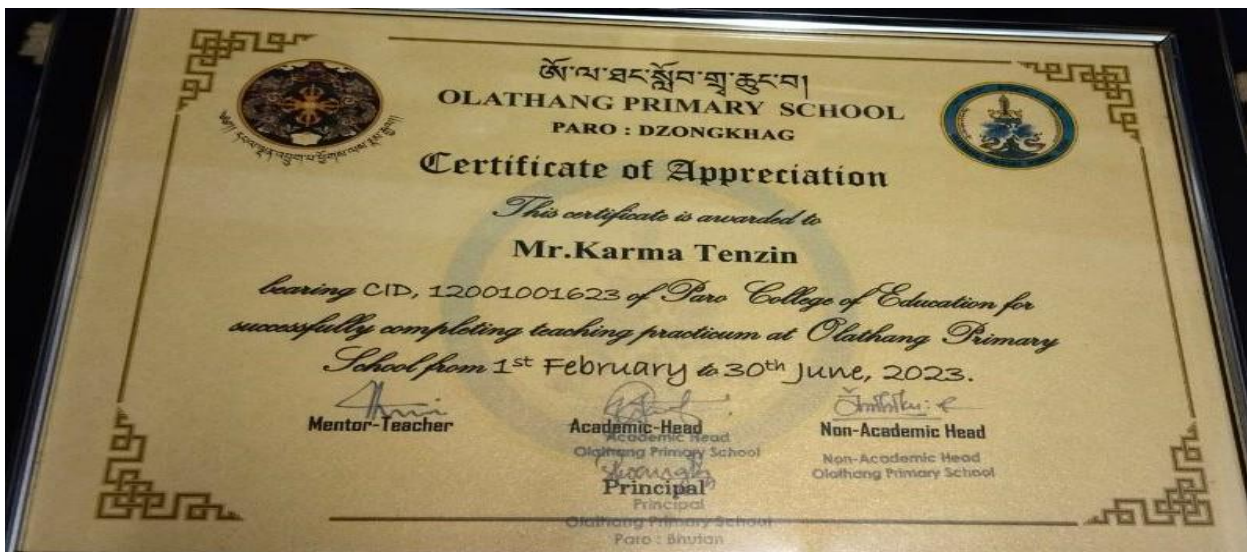 ཨོ་ལ་ཐང་སློབ་གྲྭ་ཆུང་བ།
OLATHANG PRIMARY SCHOOL
PARO : DZONGKHAG
Certificate of Appreciation
This certificate is awarded to
Mr.Karma Tenzin
bearing CID, 12001001623 of Paro College of Education for
successfully completing teaching practicum at Olathang Primary
School from 1st February to 30th June, 2023.
Mentor-Teacher
Academic-Head
Academic Head
Olathang Primary School
Non-Academic Head
Non-Academic Head
Olathang Primary School
Principal
Principal
Olathang Primary School
Paro : Bhutan